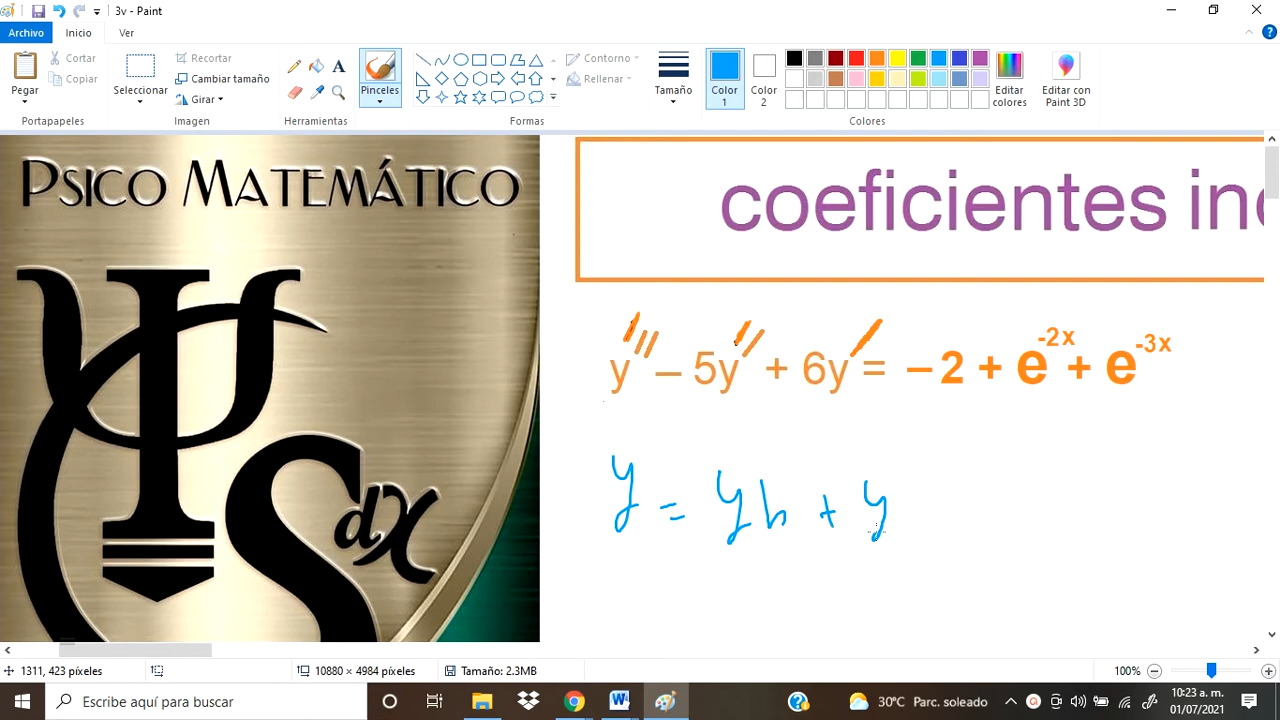 3v - Paint
Archivo Inicio Ver
Pegar Cortar Copiar Seleccionar Recortar Cambiar tamaño Girar Pinceles Contorno Rellenar Tamaño Color 1 Color 2 Editar colores Editar con Paint 3D
Portapapeles Imagen Herramientas Formas Colores
PSICO MATEMÁTICO
coeficientes in
y''' – 5y'' + 6y' = – 2 + e^-2x + e^-3x
y = yh + y
dx
1311, 423 píxeles 10880 × 4984 píxeles Tamaño: 2.3MB 100%
Escribe aquí para buscar 30°C Parc. soleado 10:23 a. m.
01/07/2021